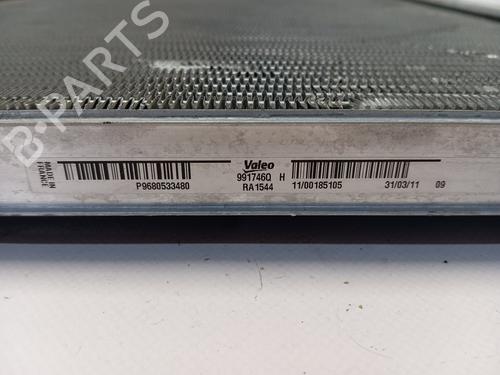 B-PARTS
MADE IN
FRANCE
P9680533480
Valeo
991746Q H
RA1544
11/00185105
31/03/11 09